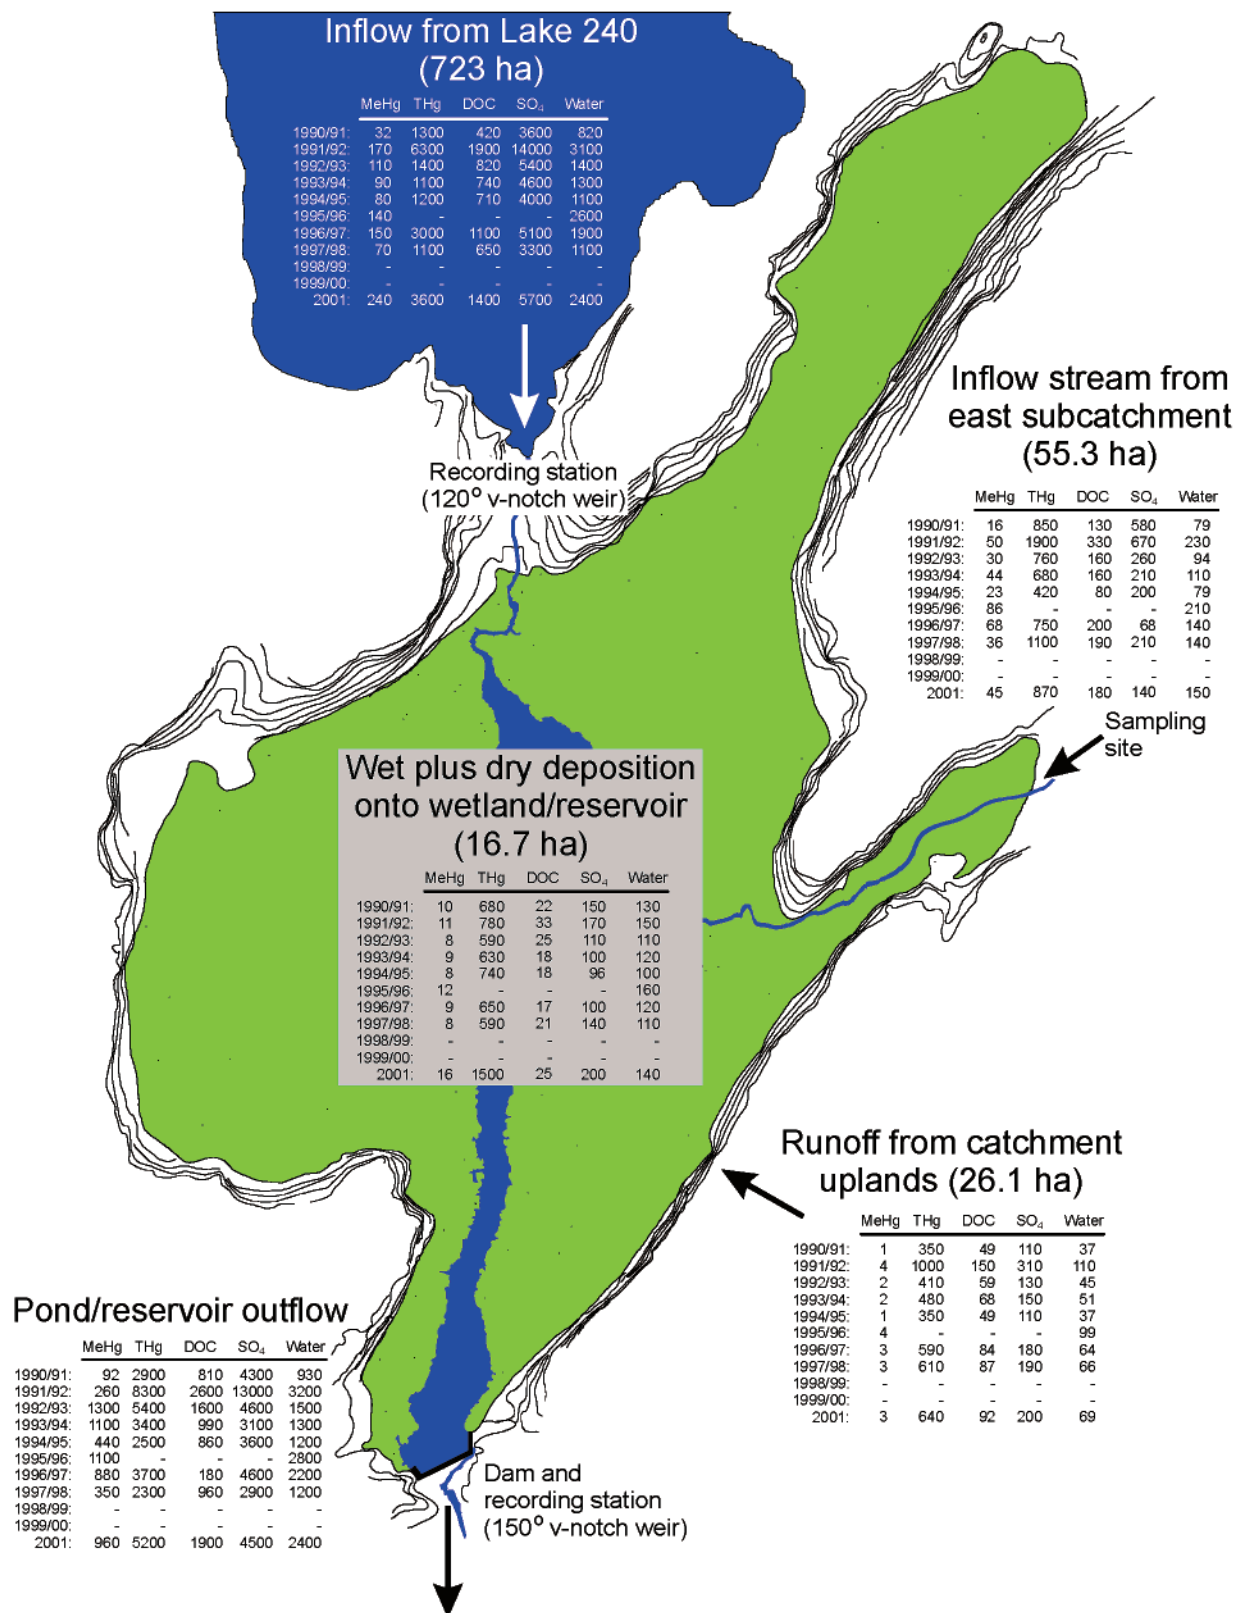 Inflow from Lake 240
(723 ha)
MeHg THg DOC SO₄ Water
1990/91: 32 1300 420 3600 820
1991/92: 170 6300 1900 14000 3100
1992/93: 110 1400 820 5400 1400
1993/94: 90 1100 740 4600 1300
1994/95: 80 1200 710 4000 1100
1995/96: 140 - - - 2600
1996/97: 150 3000 1100 5100 1900
1997/98: 70 1100 650 3300 1100
1998/99: - - - - -
1999/00: - - - - -
2001: 240 3600 1400 5700 2400
Recording station
(120° v-notch weir)
Inflow stream from
east subcatchment
(55.3 ha)
MeHg THg DOC SO₄ Water
1990/91: 16 850 130 580 79
1991/92: 50 1900 330 670 230
1992/93: 30 760 160 260 94
1993/94: 44 680 160 210 110
1994/95: 23 420 80 200 79
1995/96: 86 - - - 210
1996/97: 68 750 200 68 140
1997/98: 36 1100 190 210 140
1998/99: - - - - -
1999/00: - - - - -
2001: 45 870 180 140 150
Sampling
site
Wet plus dry deposition
onto wetland/reservoir
(16.7 ha)
MeHg THg DOC SO₄ Water
1990/91: 10 680 22 150 130
1991/92: 11 780 33 170 150
1992/93: 8 590 25 110 110
1993/94: 9 630 18 100 120
1994/95: 8 740 18 96 100
1995/96: 12 - - - 160
1996/97: 9 650 17 100 120
1997/98: 8 590 21 140 110
1998/99: - - - - -
1999/00: - - - - -
2001: 16 1500 25 200 140
Runoff from catchment
uplands (26.1 ha)
MeHg THg DOC SO₄ Water
1990/91: 1 350 49 110 37
1991/92: 4 1000 150 310 110
1992/93: 2 410 59 130 45
1993/94: 2 480 68 150 51
1994/95: 1 350 49 110 37
1995/96: 4 - - - 99
1996/97: 3 590 84 180 64
1997/98: 3 610 87 190 66
1998/99: - - - - -
1999/00: - - - - -
2001: 3 640 92 200 69
Pond/reservoir outflow
MeHg THg DOC SO₄ Water
1990/91: 92 2900 810 4300 930
1991/92: 260 8300 2600 13000 3200
1992/93: 1300 5400 1600 4600 1500
1993/94: 1100 3400 990 3100 1300
1994/95: 440 2500 860 3600 1200
1995/96: 1100 - - - 2800
1996/97: 880 3700 180 4600 2200
1997/98: 350 2300 960 2900 1200
1998/99: - - - - -
1999/00: - - - - -
2001: 960 5200 1900 4500 2400
Dam and
recording station
(150° v-notch weir)